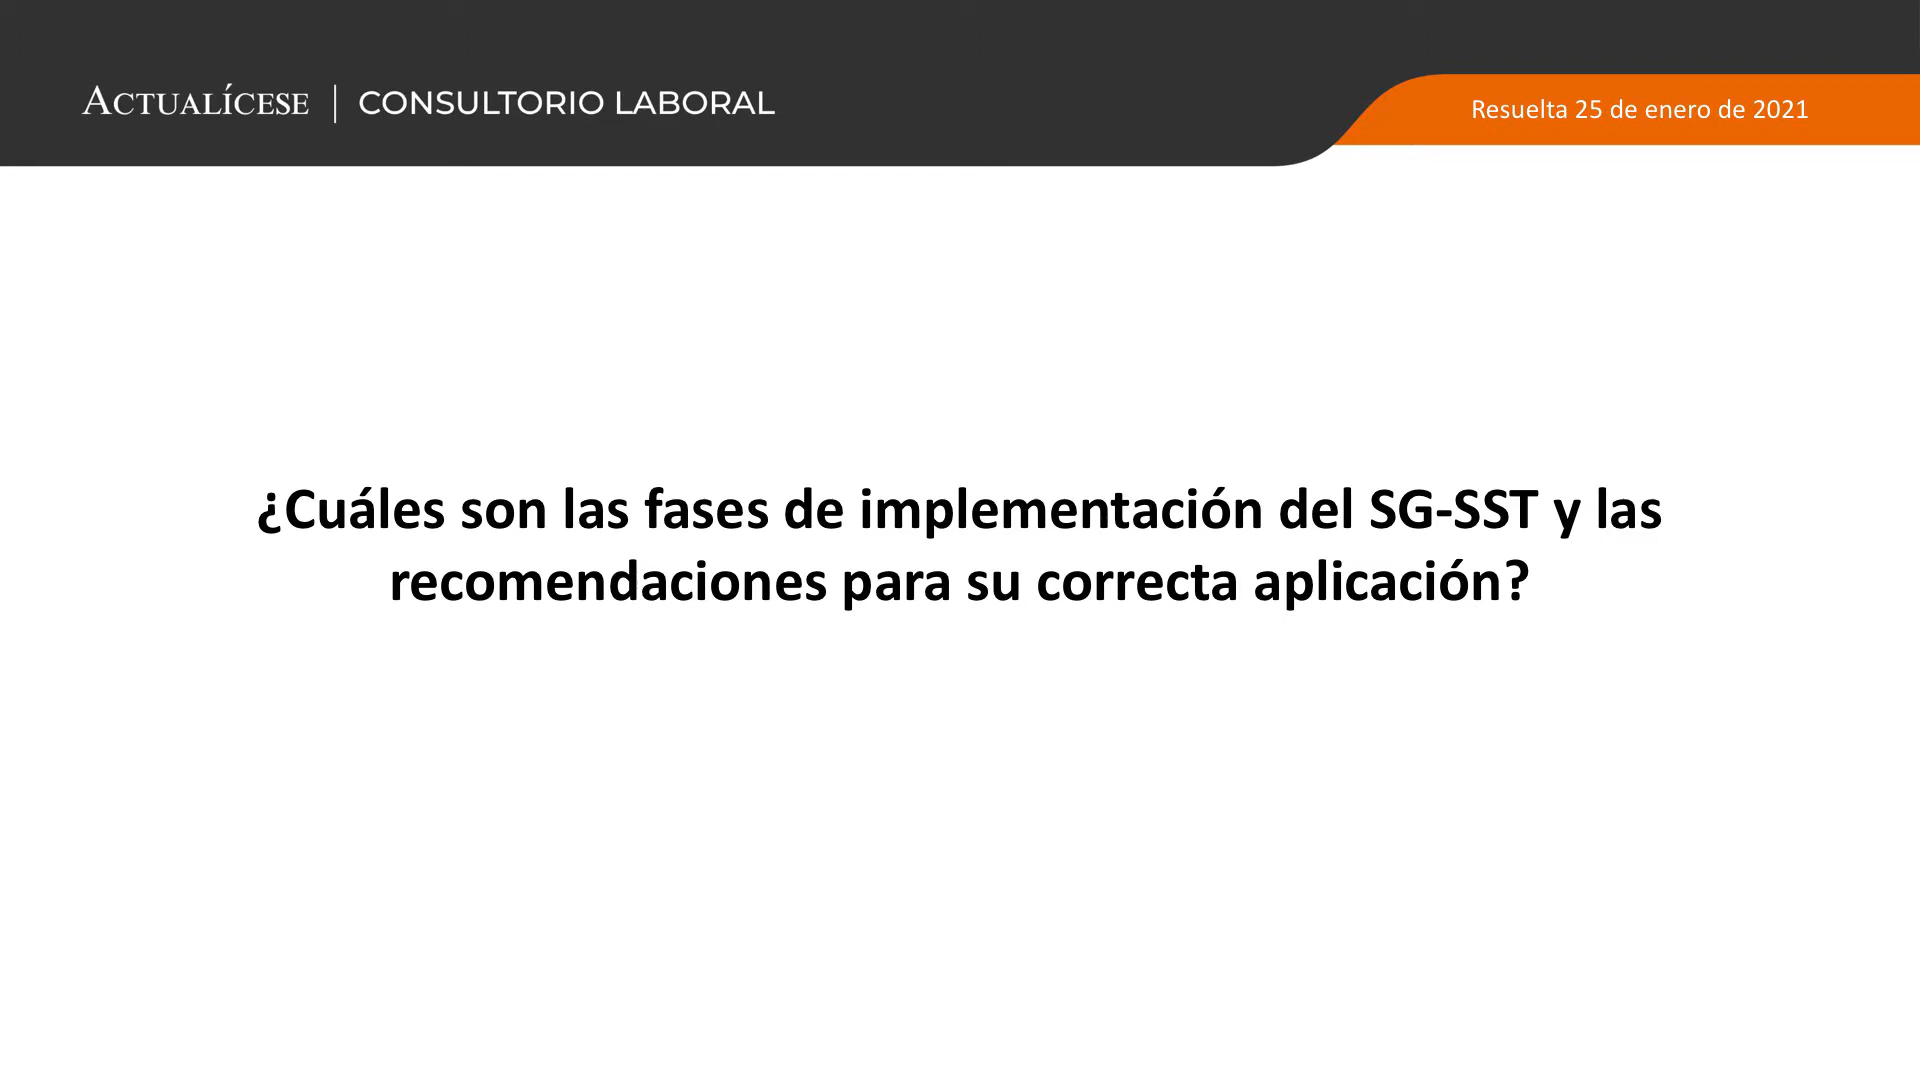 ACTUALÍCESE | CONSULTORIO LABORAL
Resuelta 25 de enero de 2021
¿Cuáles son las fases de implementación del SG-SST y las
recomendaciones para su correcta aplicación?